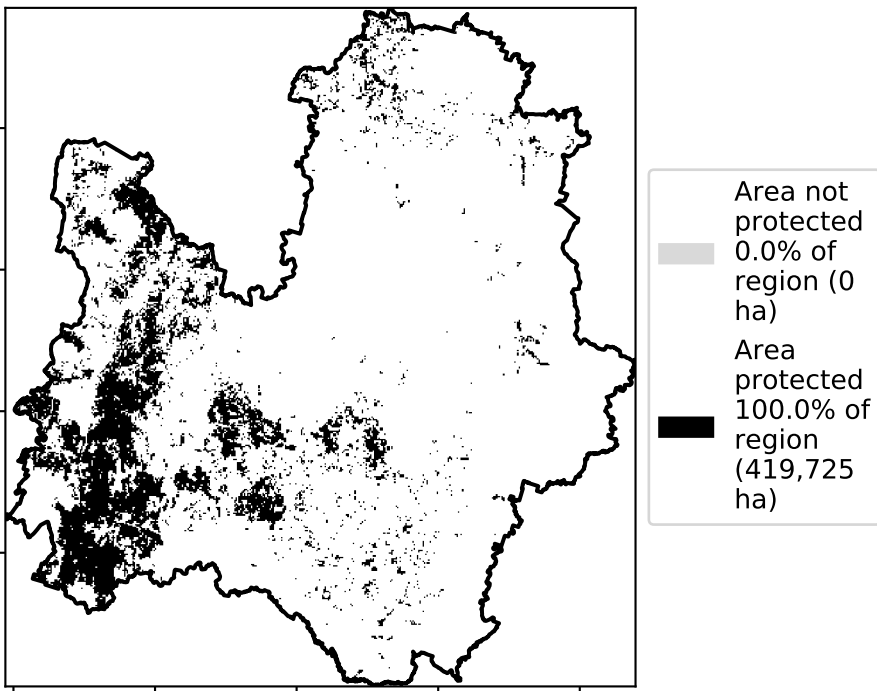 Area not
protected
0.0% of
region (0
ha)
Area
protected
100.0% of
region
(419,725
ha)